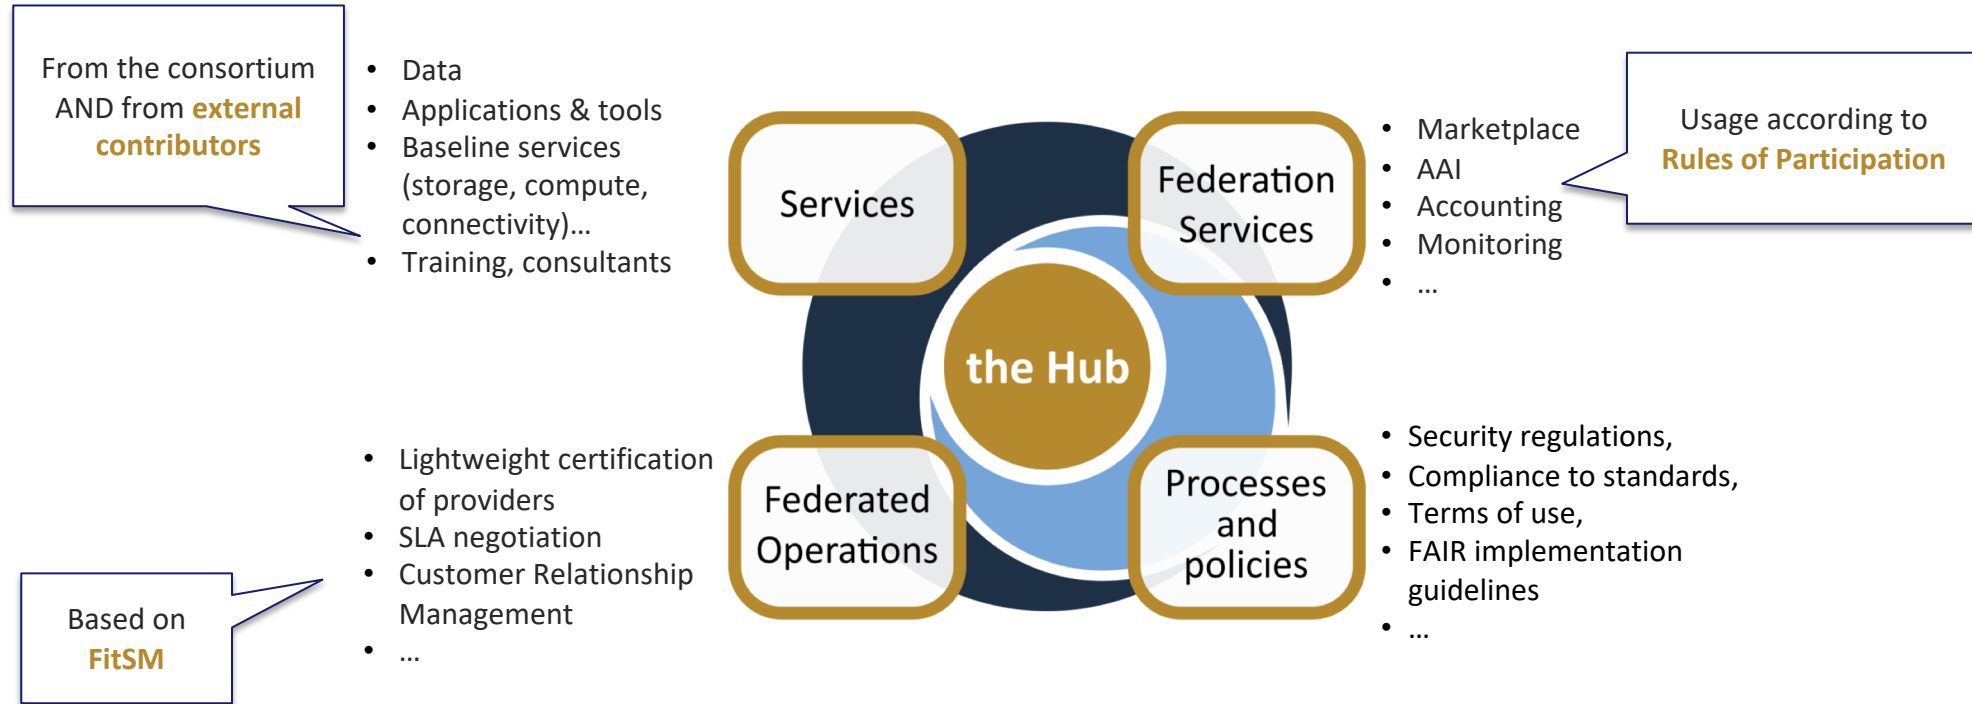 From the consortium
AND from external
contributors
• Data
• Applications & tools
• Baseline services
(storage, compute,
connectivity)…
• Training, consultants
Services
Federation
Services
• Marketplace
• AAI
• Accounting
• Monitoring
• …
Usage according to
Rules of Participation
the Hub
Based on
FitSM
• Lightweight certification
of providers
• SLA negotiation
• Customer Relationship
Management
• …
Federated
Operations
Processes
and
policies
• Security regulations,
• Compliance to standards,
• Terms of use,
• FAIR implementation
guidelines
• …